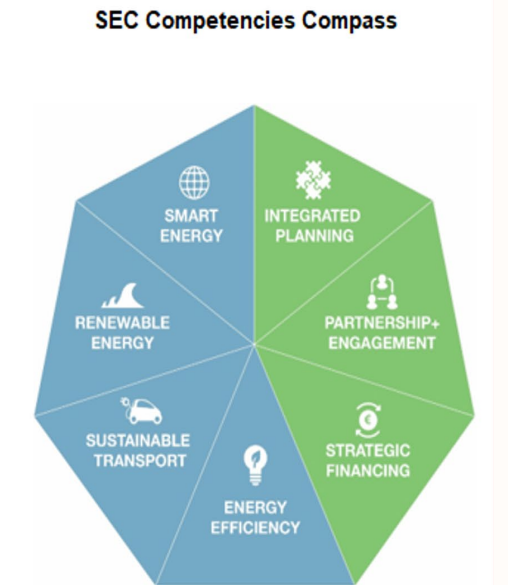 SEC Competencies Compass
SMART
ENERGY
INTEGRATED
PLANNING
RENEWABLE
ENERGY
PARTNERSHIP+
ENGAGEMENT
SUSTAINABLE
TRANSPORT
€
STRATEGIC
FINANCING
ENERGY
EFFICIENCY